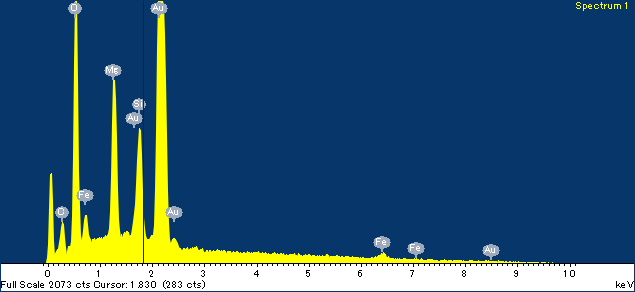 Spectrum 1
O Au
Mg
Si
Au
Fe
C Au
Fe Fe Au
0 1 2 3 4 5 6 7 8 9 10
Full Scale 2073 cts Cursor: 1.830 (283 cts) keV